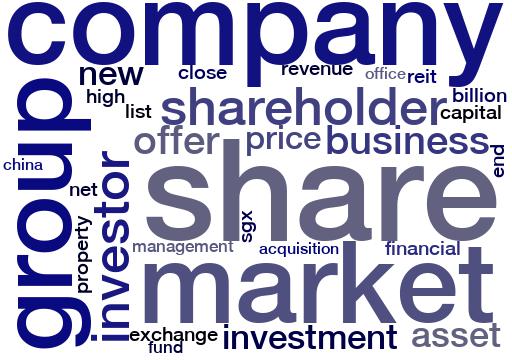 company
group
new
close
revenue
office
reit
high
list
shareholder
billion
capital
offer
price
business
china
net
investor
share
end
property
sgx
management
acquisition
financial
market
exchange
fund
investment
asset